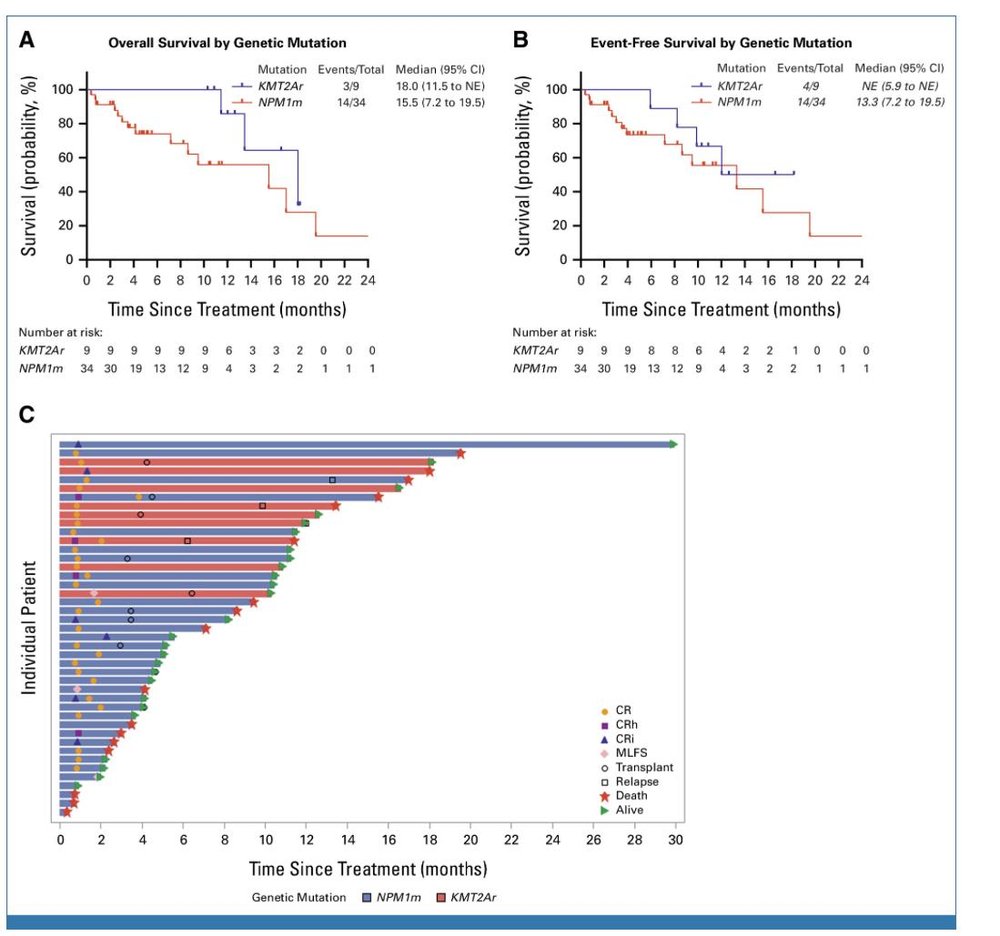 A
Overall Survival by Genetic Mutation
Mutation Events/Total Median (95% CI)
KMT2Ar 3/9 18.0 (11.5 to NE)
NPM1m 14/34 15.5 (7.2 to 19.5)
Survival (probability, %)
100
80
60
40
20
0
0 2 4 6 8 10 12 14 16 18 20 22 24
Time Since Treatment (months)
Number at risk:
KMT2Ar 9 9 9 9 9 9 6 3 3 2 0 0 0
NPM1m 34 30 19 13 12 9 4 3 2 2 1 1 1
B
Event-Free Survival by Genetic Mutation
Mutation Events/Total Median (95% CI)
KMT2Ar 4/9 NE (5.9 to NE)
NPM1m 14/34 13.3 (7.2 to 19.5)
Survival (probability, %)
100
80
60
40
20
0
0 2 4 6 8 10 12 14 16 18 20 22 24
Time Since Treatment (months)
Number at risk:
KMT2Ar 9 9 9 8 8 6 4 2 2 1 0 0 0
NPM1m 34 30 19 13 12 9 4 3 2 2 1 1 1
C
Individual Patient
CR
CRh
CRi
MLFS
Transplant
Relapse
Death
Alive
0 2 4 6 8 10 12 14 16 18 20 22 24 26 28 30
Time Since Treatment (months)
Genetic Mutation NPM1m KMT2Ar